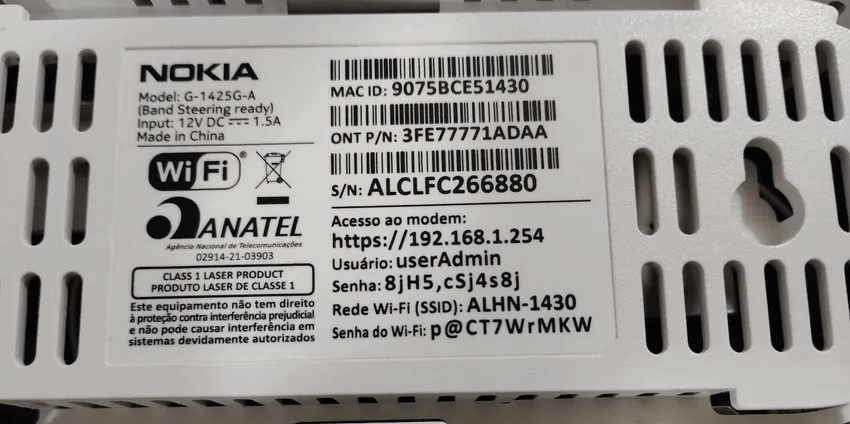 NOKIA
Model: G-1425G-A
(Band Steering ready)
Input: 12V DC ⎓ 1.5A
Made in China
WiFi®
ANATEL
Agência Nacional de Telecomunicações
02914-21-03903
CLASS 1 LASER PRODUCT
PRODUTO LASER DE CLASSE 1
Este equipamento não tem direito
à proteção contra interferência prejudicial
e não pode causar interferência em
sistemas devidamente autorizados
MAC ID: 9075BCE51430
ONT P/N: 3FE77771ADAA
S/N: ALCLFC266880
Acesso ao modem:
https://192.168.1.254
Usuário: userAdmin
Senha: 8jH5,cSj4s8j
Rede Wi-Fi (SSID): ALHN-1430
Senha do Wi-Fi: p@CT7WrMKW